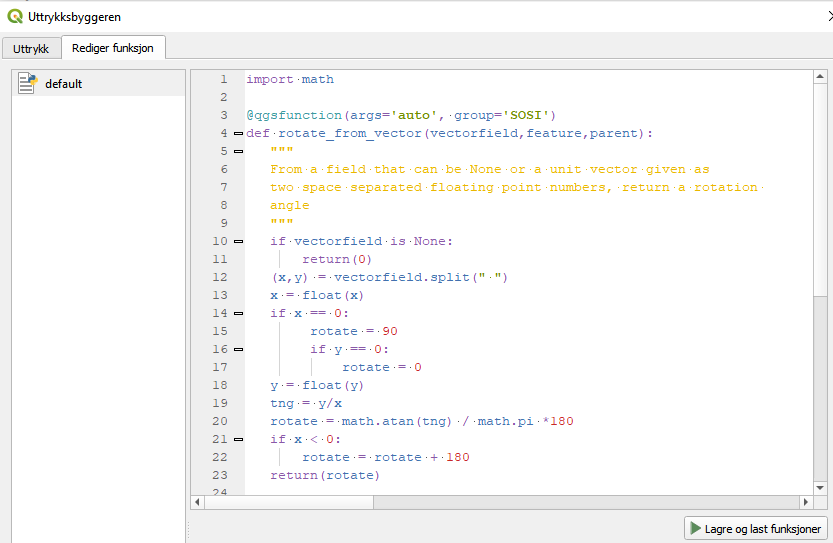 Uttrykksbyggeren
Uttrykk
Rediger funksjon
default
1 import math
2
3 @qgsfunction(args='auto', group='SOSI')
4 def rotate_from_vector(vectorfield,feature,parent):
5 """
6 From a field that can be None or a unit vector given as
7 two space separated floating point numbers, return a rotation
8 angle
9 """
10 if vectorfield is None:
11 return(0)
12 (x,y) = vectorfield.split(" ")
13 x = float(x)
14 if x == 0:
15 rotate = 90
16 if y == 0:
17 rotate = 0
18 y = float(y)
19 tng = y/x
20 rotate = math.atan(tng) / math.pi *180
21 if x < 0:
22 rotate = rotate + 180
23 return(rotate)
24
Lagre og last funksjoner